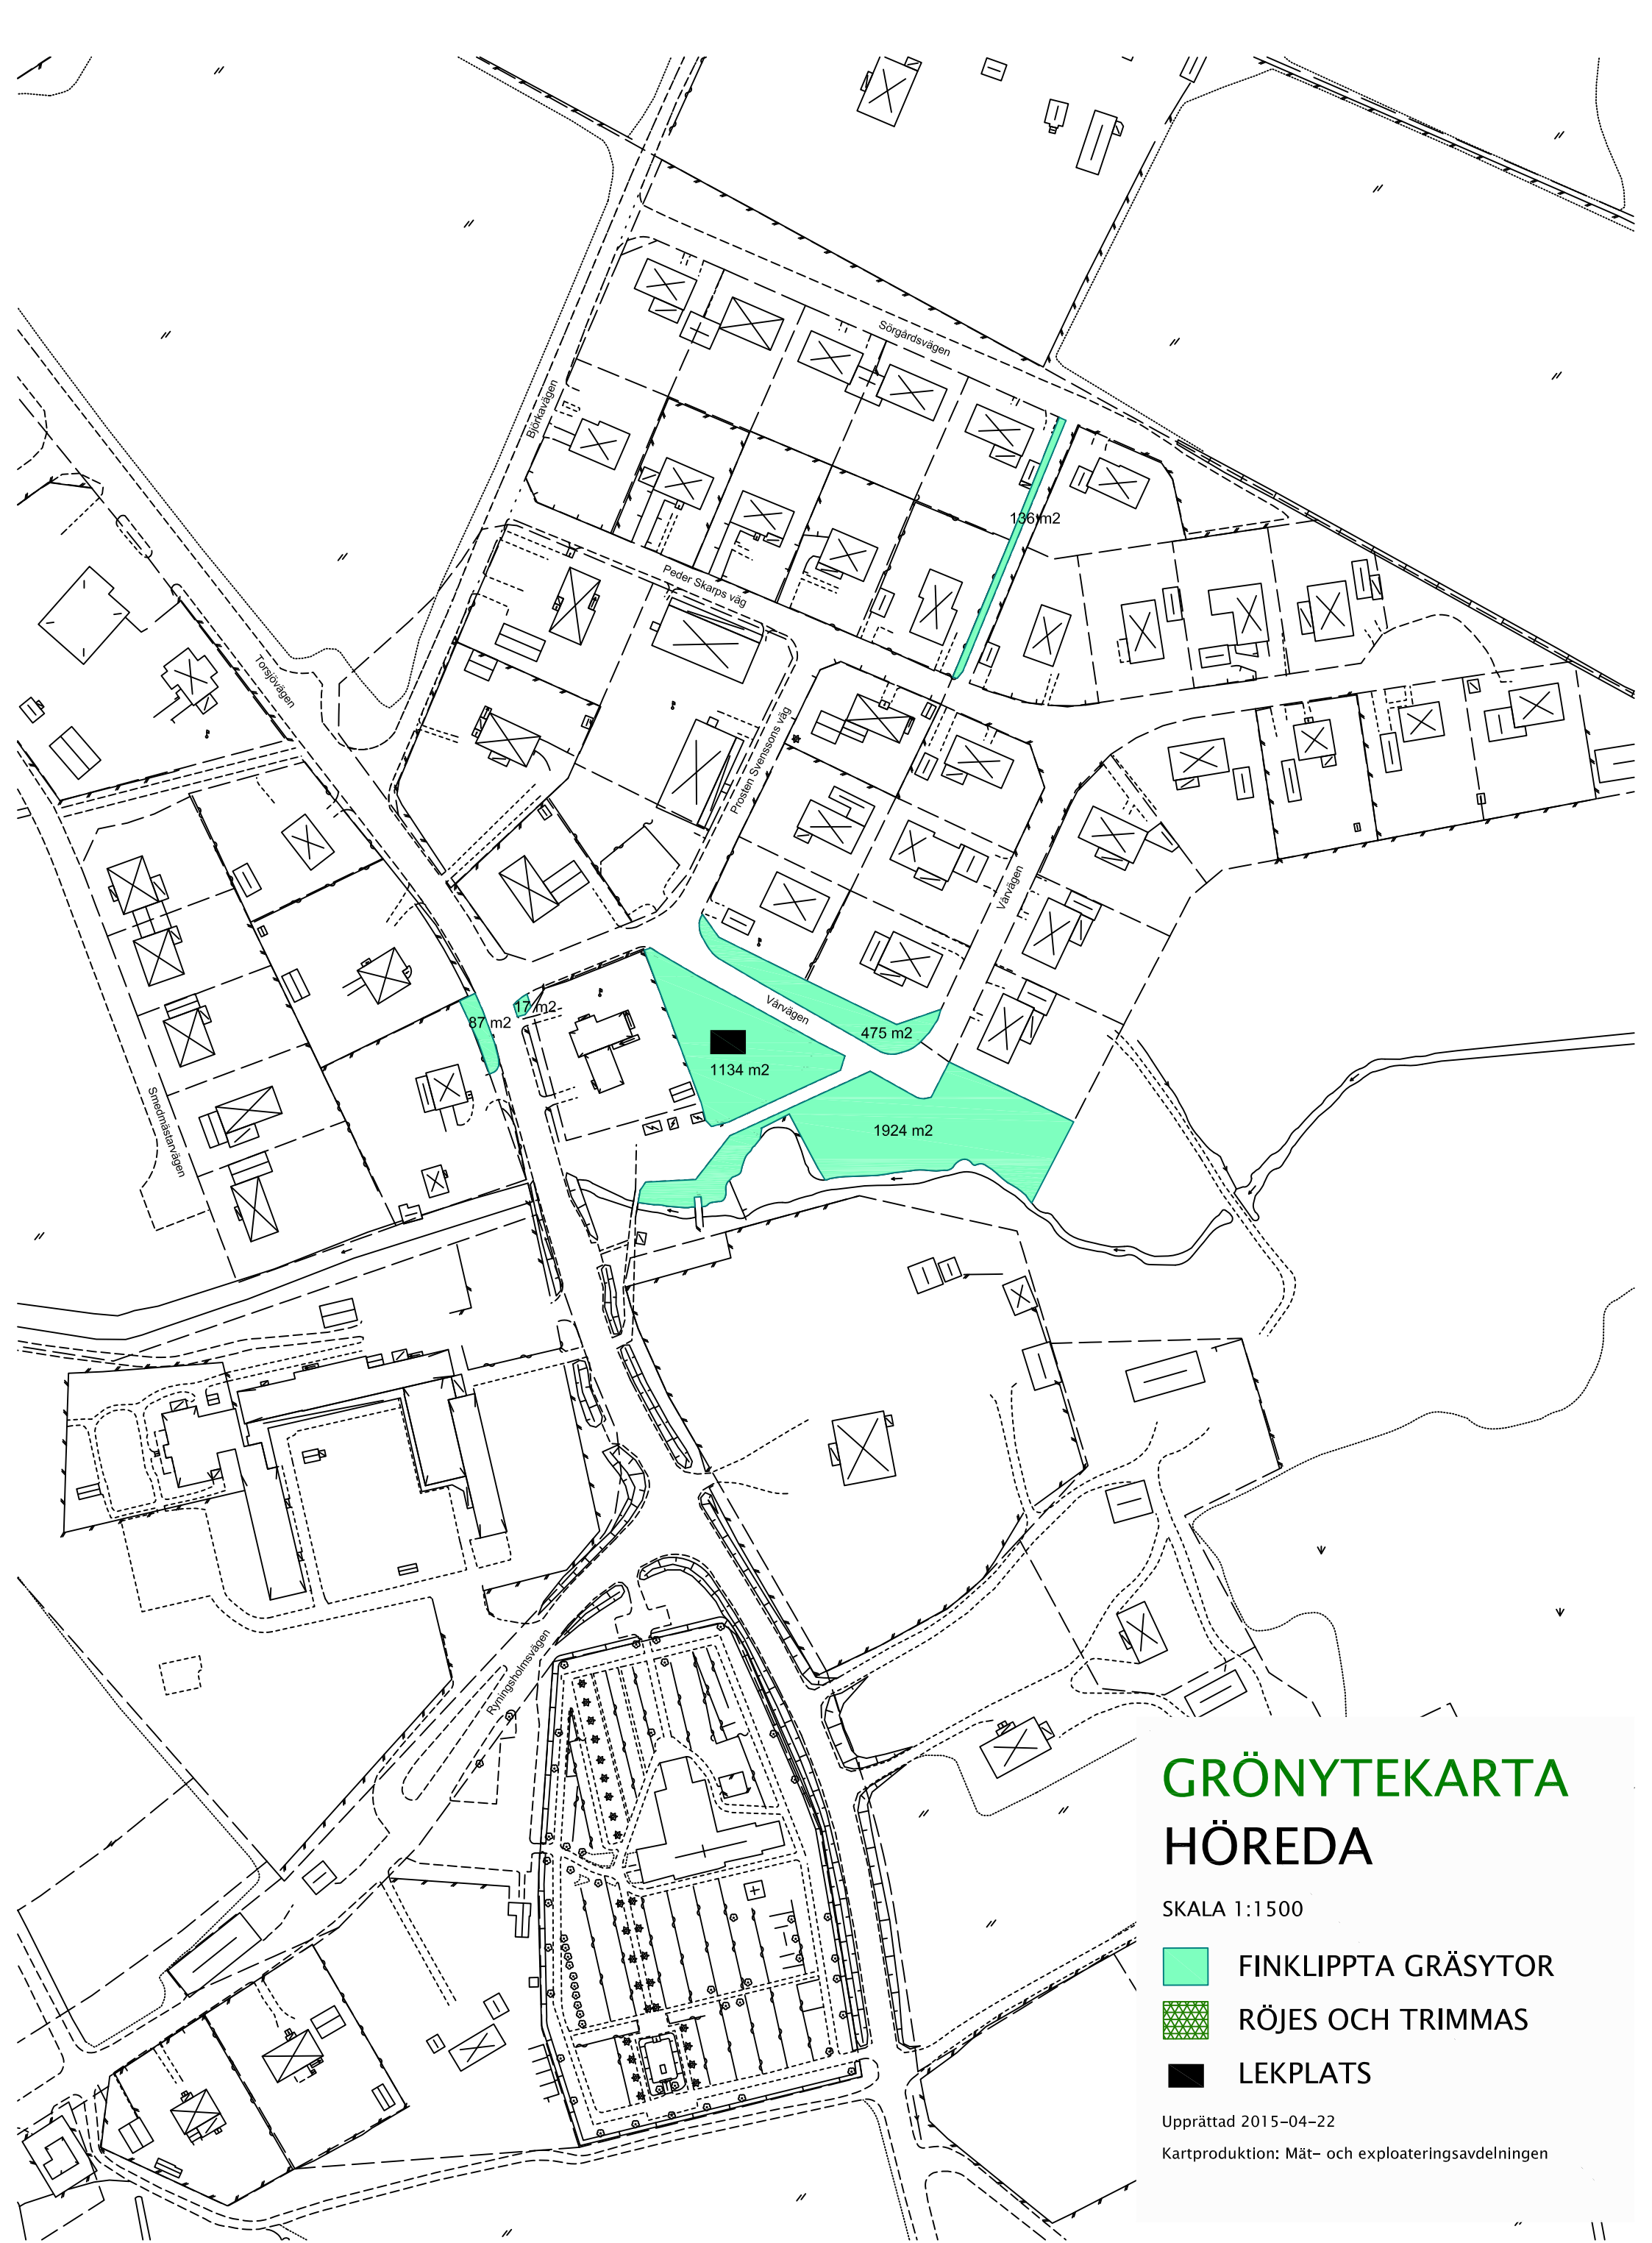 Sörgårdsvägen
Björkavägen
136 m2
Peder Skarps väg
Torsjövägen
Prosten Svenssons väg
Vårvägen
17 m2
87 m2
Vårvägen
475 m2
1134 m2
Smedmästarvägen
1924 m2
Ryningsholmsvägen
GRÖNYTEKARTA
HÖREDA
SKALA 1:1500
FINKLIPPTA GRÄSYTOR
RÖJES OCH TRIMMAS
LEKPLATS
Upprättad 2015-04-22
Kartproduktion: Mät- och exploateringsavdelningen